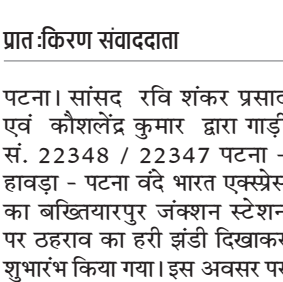 प्रात :किरण संवाददाता
पटना। सांसद रवि शंकर प्रसाद
एवं कौशलेंद्र कुमार द्वारा गाड़ी
सं. 22348 / 22347 पटना -
हावड़ा - पटना वंदे भारत एक्स्प्रेस
का बख्तियारपुर जंक्शन स्टेशन
पर ठहराव का हरी झंडी दिखाकर
शुभारंभ किया गया। इस अवसर पर